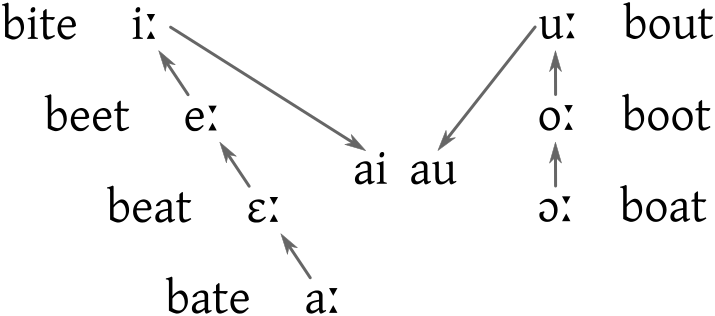 bite iː uː bout
beet eː oː boot
ai au
beat ɛː ɔː boat
bate aː